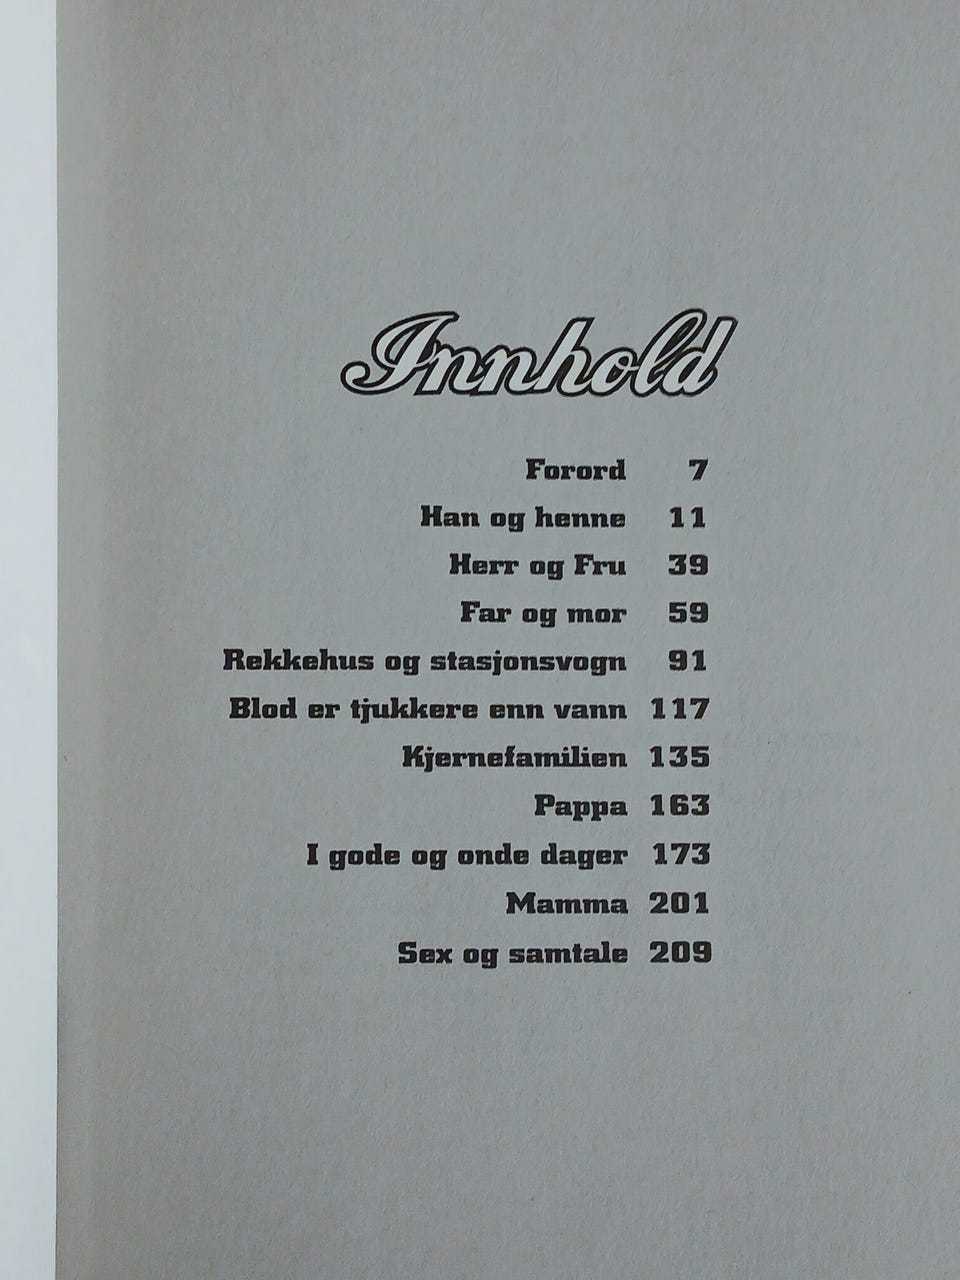 Innhold
Forord 7
Han og henne 11
Herr og Fru 39
Far og mor 59
Rekkehus og stasjonsvogn 91
Blod er tjukkere enn vann 117
Kjernefamilien 135
Pappa 163
I gode og onde dager 173
Mamma 201
Sex og samtale 209